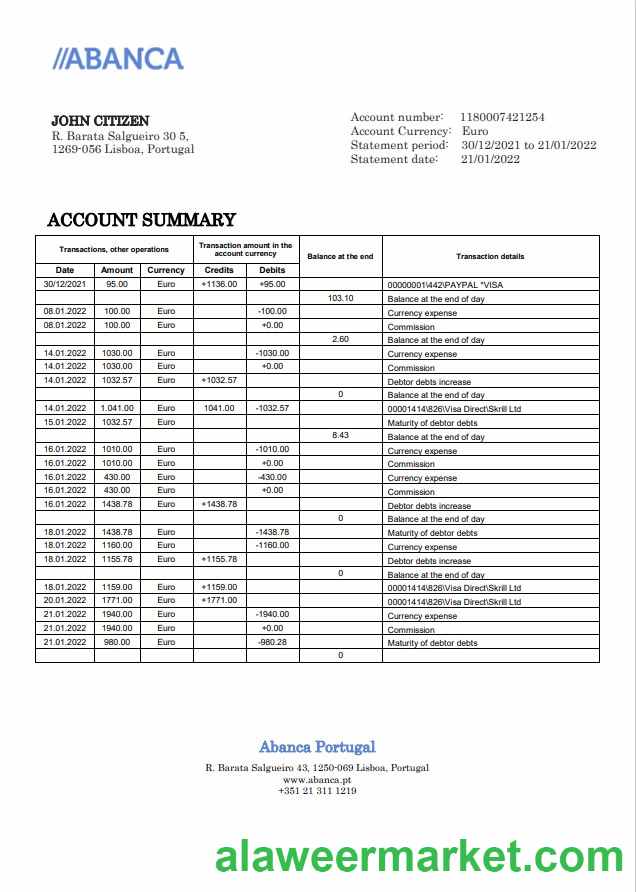 //ABANCA
JOHN CITIZEN
R. Barata Salgueiro 30 5,
1269-056 Lisboa, Portugal
Account number: 1180007421254
Account Currency: Euro
Statement period: 30/12/2021 to 21/01/2022
Statement date: 21/01/2022
ACCOUNT SUMMARY
Transactions, other operations Transaction amount in the account currency Balance at the end Transaction details
Date Amount Currency Credits Debits
30/12/2021 95.00 Euro +1136.00 +95.00 00000001\442\PAYPAL *VISA
103.10 Balance at the end of day
08.01.2022 100.00 Euro -100.00 Currency expense
08.01.2022 100.00 Euro +0.00 Commission
2.60 Balance at the end of day
14.01.2022 1030.00 Euro -1030.00 Currency expense
14.01.2022 1030.00 Euro +0.00 Commission
14.01.2022 1032.57 Euro +1032.57 Debtor debts increase
0 Balance at the end of day
14.01.2022 1.041.00 Euro 1041.00 -1032.57 00001414\826\Visa Direct\Skrill Ltd
15.01.2022 1032.57 Euro Maturity of debtor debts
8.43 Balance at the end of day
16.01.2022 1010.00 Euro -1010.00 Currency expense
16.01.2022 1010.00 Euro +0.00 Commission
16.01.2022 430.00 Euro -430.00 Currency expense
16.01.2022 430.00 Euro +0.00 Commission
16.01.2022 1438.78 Euro +1438.78 Debtor debts increase
0 Balance at the end of day
18.01.2022 1438.78 Euro -1438.78 Maturity of debtor debts
18.01.2022 1160.00 Euro -1160.00 Currency expense
18.01.2022 1155.78 Euro +1155.78 Debtor debts increase
0 Balance at the end of day
18.01.2022 1159.00 Euro +1159.00 00001414\826\Visa Direct\Skrill Ltd
20.01.2022 1771.00 Euro +1771.00 00001414\826\Visa Direct\Skrill Ltd
21.01.2022 1940.00 Euro -1940.00 Currency expense
21.01.2022 1940.00 Euro +0.00 Commission
21.01.2022 980.00 Euro -980.28 Maturity of debtor debts
0
Abanca Portugal
R. Barata Salgueiro 43, 1250-069 Lisboa, Portugal
www.abanca.pt
+351 21 311 1219
alaweermarket.com